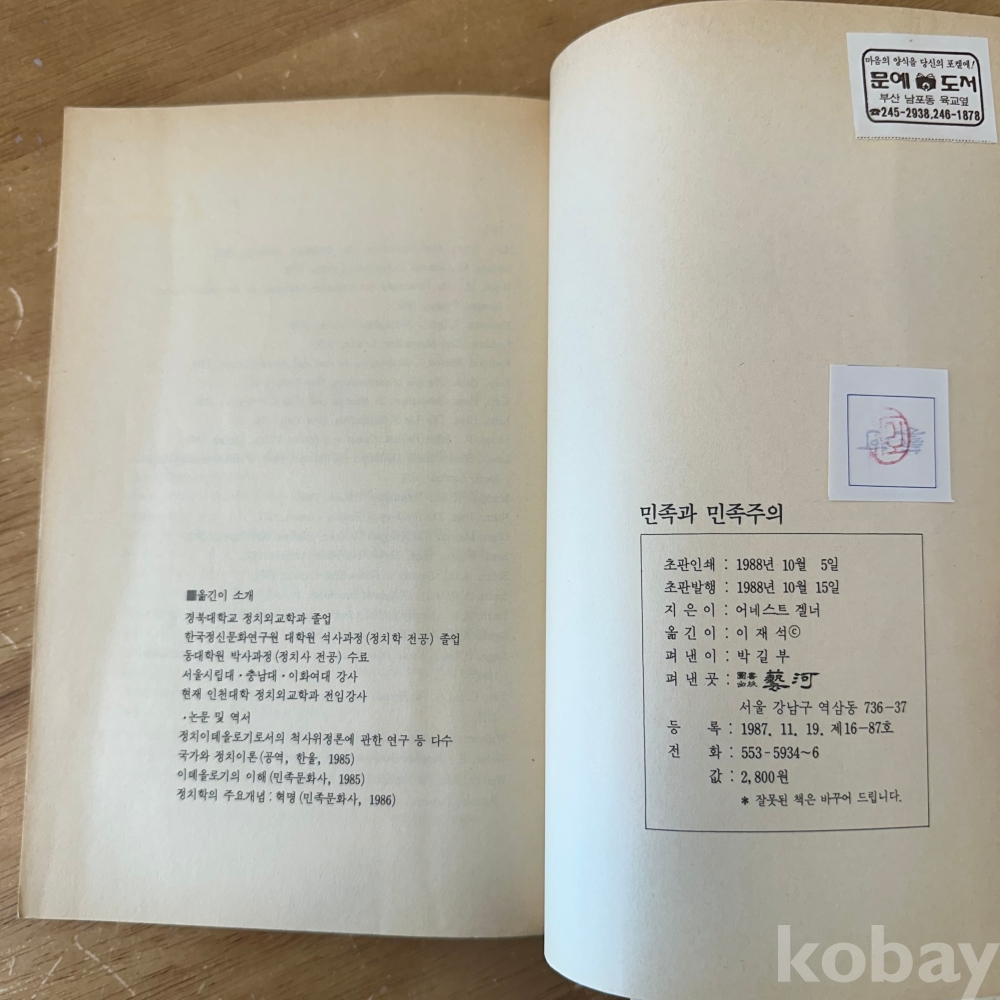 ■옮긴이 소개
경북대학교 정치외교학과 졸업
한국정신문화연구원 대학원 석사과정(정치학 전공) 졸업
동대학원 박사과정(정치사 전공) 수료
서울시립대·충남대·이화여대 강사
현재 인천대학 정치외교학과 전임강사
·논문 및 역서
정치이데올로기로서의 척사위정론에 관한 연구 등 다수
국가와 정치이론(공역, 한울, 1985)
이데올로기의 이해(민족문화사, 1985)
정치학의 주요개념 : 혁명(민족문화사, 1986)
마음의 양식을 당신의 포켓에!
문예 도서
부산 남포동 육교옆
☎245-2938, 246-1878
민족과 민족주의
초판인쇄 : 1988년 10월 5일
초판발행 : 1988년 10월 15일
지 은 이 : 어네스트 겔너
옮 긴 이 : 이 재 석ⓒ
펴 낸 이 : 박 길 부
펴 낸 곳 : 圖書出版 藝河
서울 강남구 역삼동 736-37
등 록 : 1987. 11. 19. 제16-87호
전 화 : 553-5934~6
값 : 2,800원
* 잘못된 책은 바꾸어 드립니다.
kobay